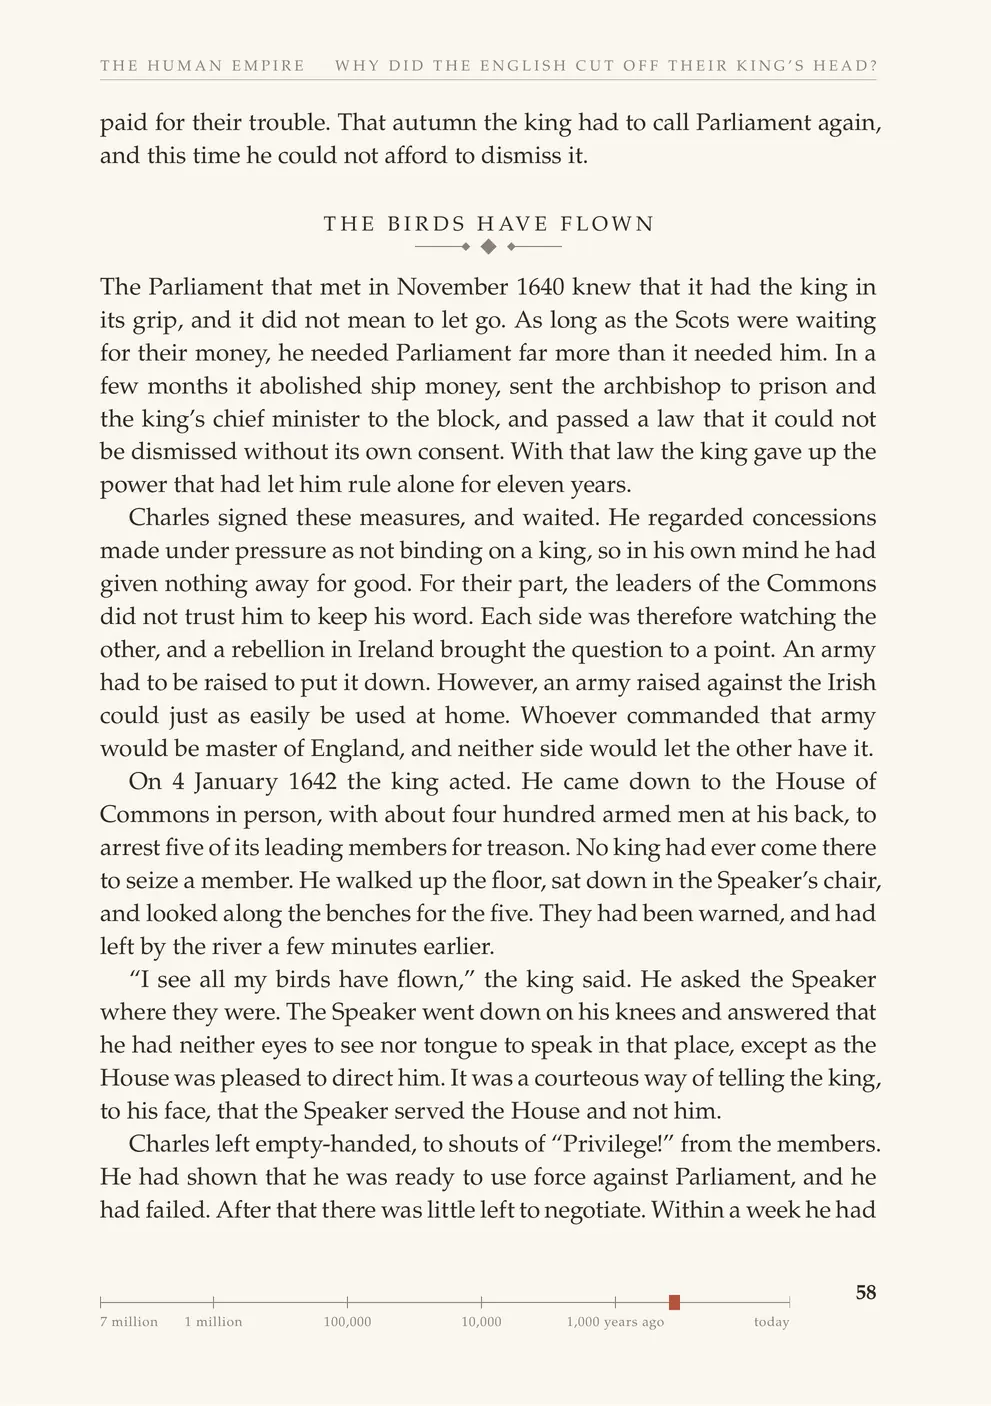 THE HUMAN EMPIRE WHY DID THE ENGLISH CUT OFF THEIR KING’S HEAD?
paid for their trouble. That autumn the king had to call Parliament again,
and this time he could not afford to dismiss it.
THE BIRDS HAVE FLOWN
The Parliament that met in November 1640 knew that it had the king in
its grip, and it did not mean to let go. As long as the Scots were waiting
for their money, he needed Parliament far more than it needed him. In a
few months it abolished ship money, sent the archbishop to prison and
the king’s chief minister to the block, and passed a law that it could not
be dismissed without its own consent. With that law the king gave up the
power that had let him rule alone for eleven years.
Charles signed these measures, and waited. He regarded concessions
made under pressure as not binding on a king, so in his own mind he had
given nothing away for good. For their part, the leaders of the Commons
did not trust him to keep his word. Each side was therefore watching the
other, and a rebellion in Ireland brought the question to a point. An army
had to be raised to put it down. However, an army raised against the Irish
could just as easily be used at home. Whoever commanded that army
would be master of England, and neither side would let the other have it.
On 4 January 1642 the king acted. He came down to the House of
Commons in person, with about four hundred armed men at his back, to
arrest five of its leading members for treason. No king had ever come there
to seize a member. He walked up the floor, sat down in the Speaker’s chair,
and looked along the benches for the five. They had been warned, and had
left by the river a few minutes earlier.
“I see all my birds have flown,” the king said. He asked the Speaker
where they were. The Speaker went down on his knees and answered that
he had neither eyes to see nor tongue to speak in that place, except as the
House was pleased to direct him. It was a courteous way of telling the king,
to his face, that the Speaker served the House and not him.
Charles left empty-handed, to shouts of “Privilege!” from the members.
He had shown that he was ready to use force against Parliament, and he
had failed. After that there was little left to negotiate. Within a week he had
58
7 million 1 million 100,000 10,000 1,000 years ago today